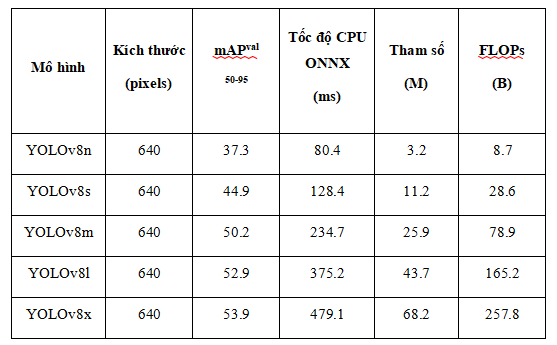 Mô hình Kích thước (pixels) mAPval 50-95 Tốc độ CPU ONNX (ms) Tham số (M) FLOPs (B)
YOLOv8n 640 37.3 80.4 3.2 8.7
YOLOv8s 640 44.9 128.4 11.2 28.6
YOLOv8m 640 50.2 234.7 25.9 78.9
YOLOv8l 640 52.9 375.2 43.7 165.2
YOLOv8x 640 53.9 479.1 68.2 257.8